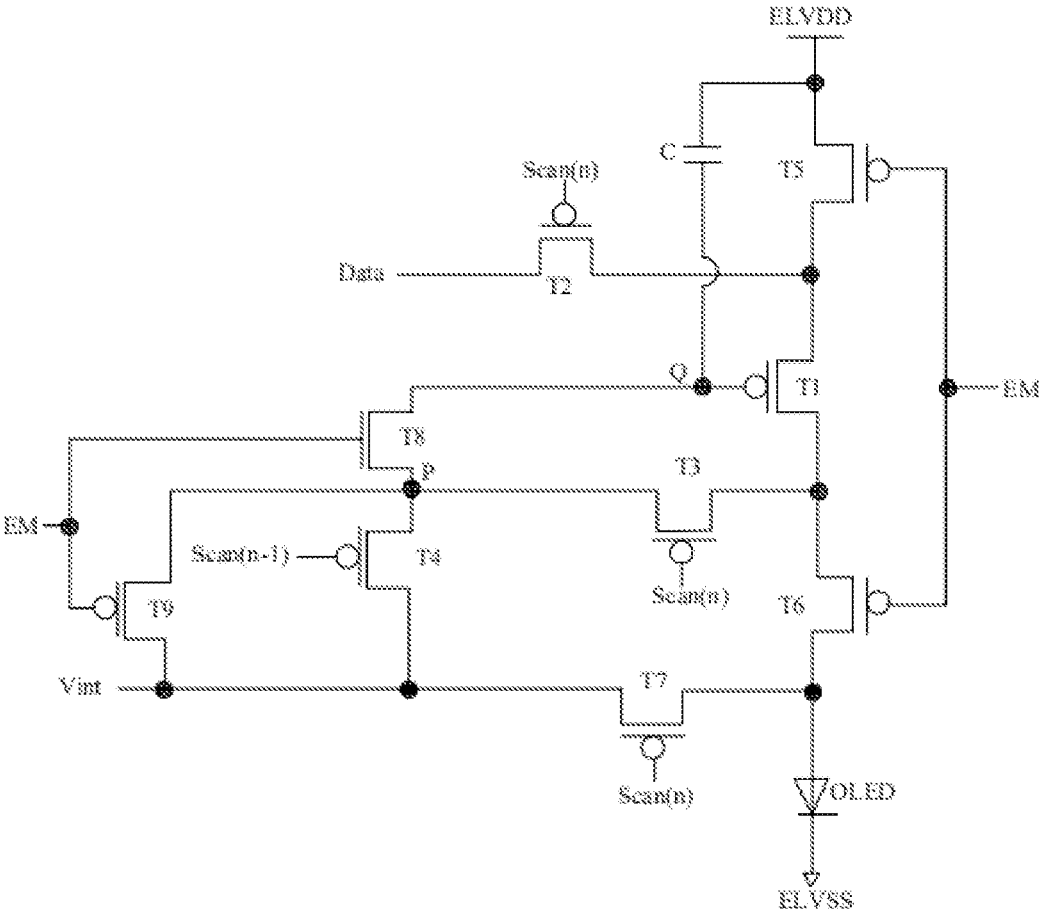 ELVDD
C
T5
Scan(n)
Data
T2
Q
T1
EM
T8
P
T3
EM
Scan(n-1)
T4
T9
Scan(n)
T6
Vint
T7
Scan(n)
OLED
ELVSS